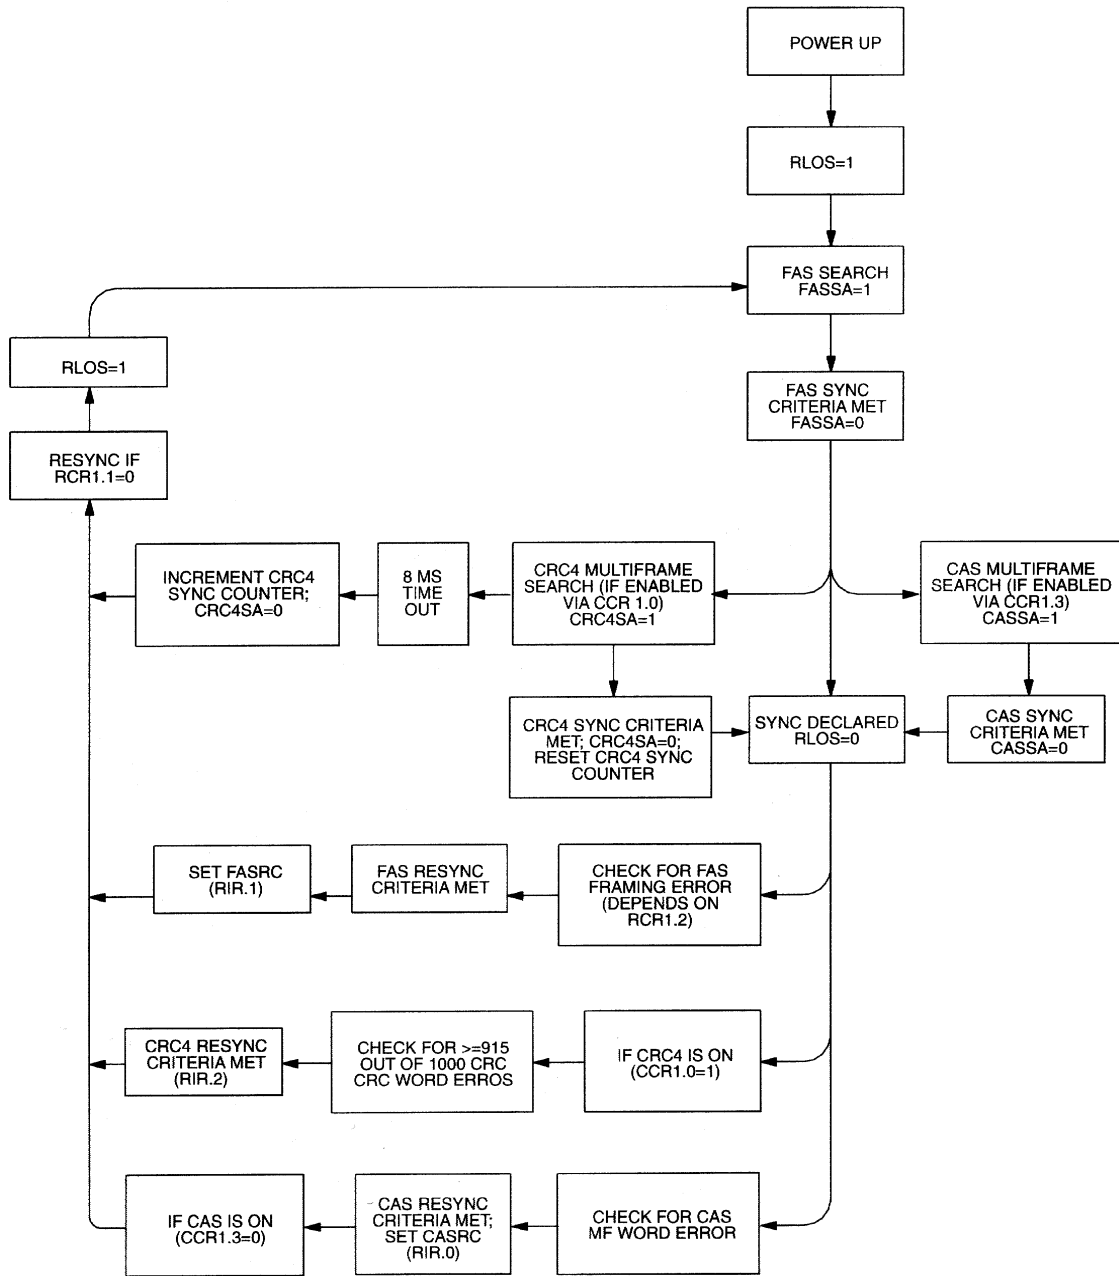 POWER UP
RLOS=1
FAS SEARCH
FASSA=1
RLOS=1
FAS SYNC
CRITERIA MET
FASSA=0
RESYNC IF
RCR1.1=0
INCREMENT CRC4
SYNC COUNTER;
CRC4SA=0
8 MS
TIME
OUT
CRC4 MULTIFRAME
SEARCH (IF ENABLED
VIA CCR 1.0)
CRC4SA=1
CAS MULTIFRAME
SEARCH (IF ENABLED
VIA CCR1.3)
CASSA=1
CRC4 SYNC CRITERIA
MET; CRC4SA=0;
RESET CRC4 SYNC
COUNTER
SYNC DECLARED
RLOS=0
CAS SYNC
CRITERIA MET
CASSA=0
SET FASRC
(RIR.1)
FAS RESYNC
CRITERIA MET
CHECK FOR FAS
FRAMING ERROR
(DEPENDS ON
RCR1.2)
CRC4 RESYNC
CRITERIA MET
(RIR.2)
CHECK FOR >=915
OUT OF 1000 CRC
CRC WORD ERROS
IF CRC4 IS ON
(CCR1.0=1)
IF CAS IS ON
(CCR1.3=0)
CAS RESYNC
CRITERIA MET;
SET CASRC
(RIR.0)
CHECK FOR CAS
MF WORD ERROR